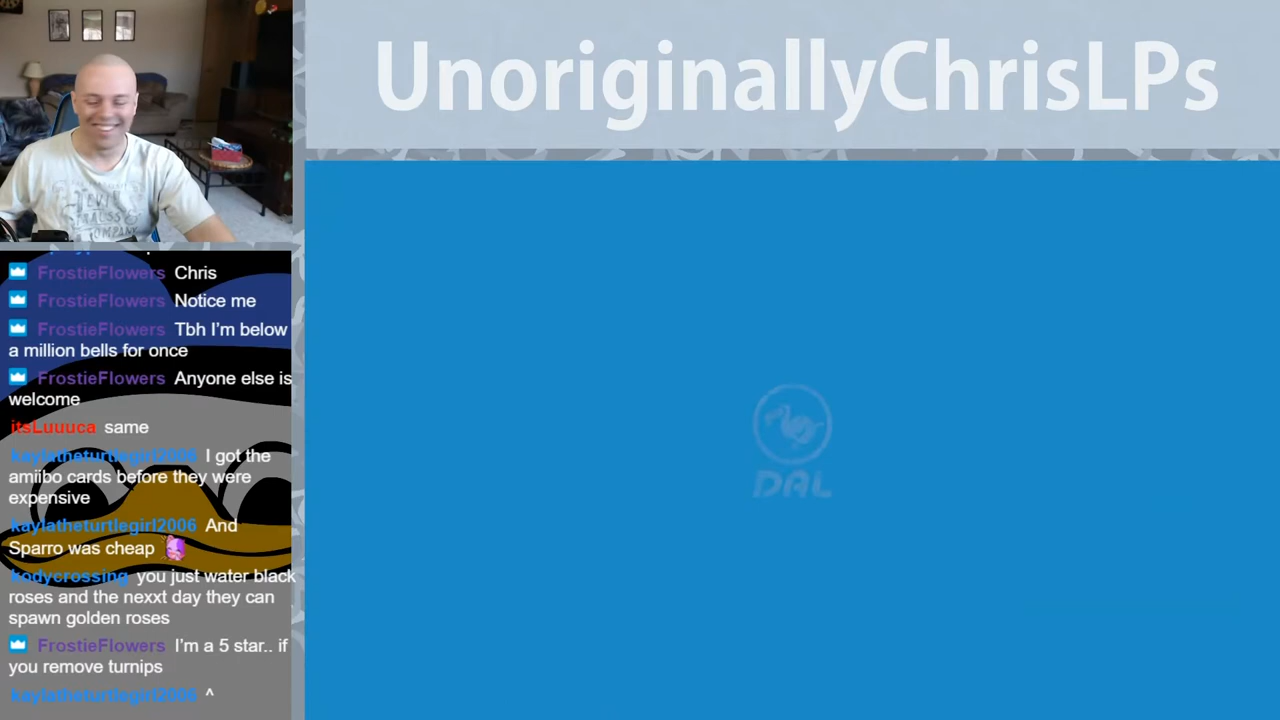 UnoriginallyChrisLPs
FrostieFlowers Chris
FrostieFlowers Notice me
FrostieFlowers Tbh I'm below
a million bells for once
FrostieFlowers Anyone else is
welcome
itsLuuuca same
kaylatheturtlegirl2006 I got the
amiibo cards before they were
expensive
kaylatheturtlegirl2006 And
Sparro was cheap
kodycrossing you just water black
roses and the nexxt day they can
spawn golden roses
FrostieFlowers I'm a 5 star.. if
you remove turnips
kaylatheturtlegirl2006 ^
DAL
LEVI
STRAUSS &
COMPANY